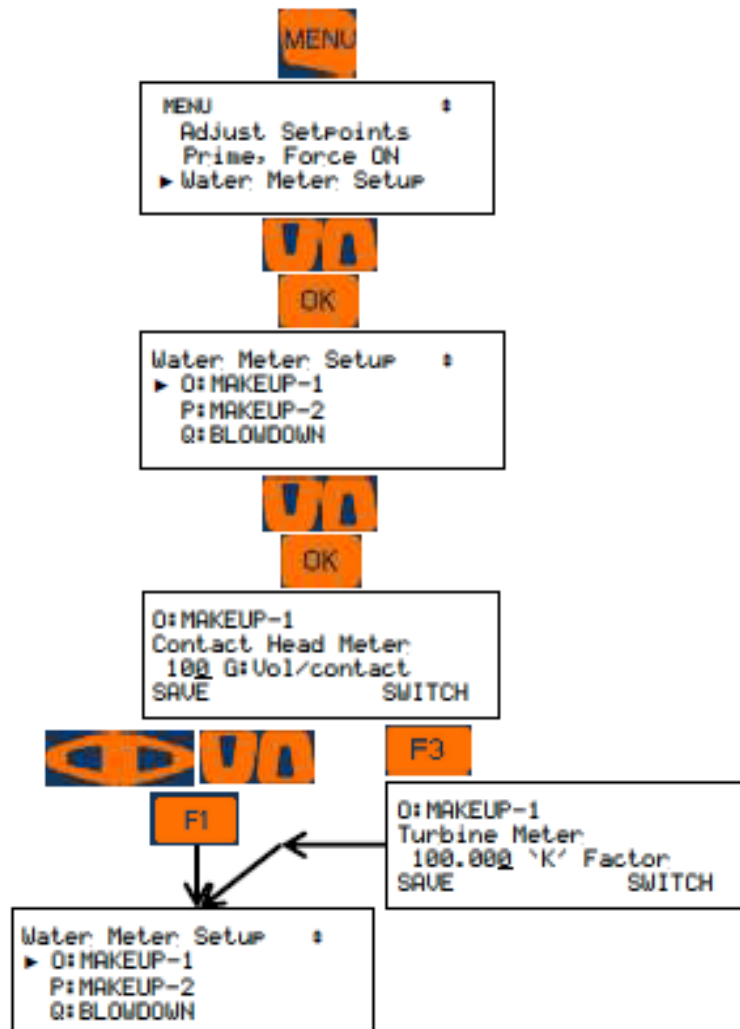 MENU
MENU
Adjust Setpoints
Prime, Force ON
Water Meter Setup
OK
Water Meter Setup
O:MAKEUP-1
P:MAKEUP-2
Q:BLOWDOWN
OK
O:MAKEUP-1
Contact Head Meter
100 G:Vol/contact
SAVE SWITCH
F3
F1
O:MAKEUP-1
Turbine Meter
100.000 `K´ Factor
SAVE SWITCH
Water Meter Setup
O:MAKEUP-1
P:MAKEUP-2
Q:BLOWDOWN